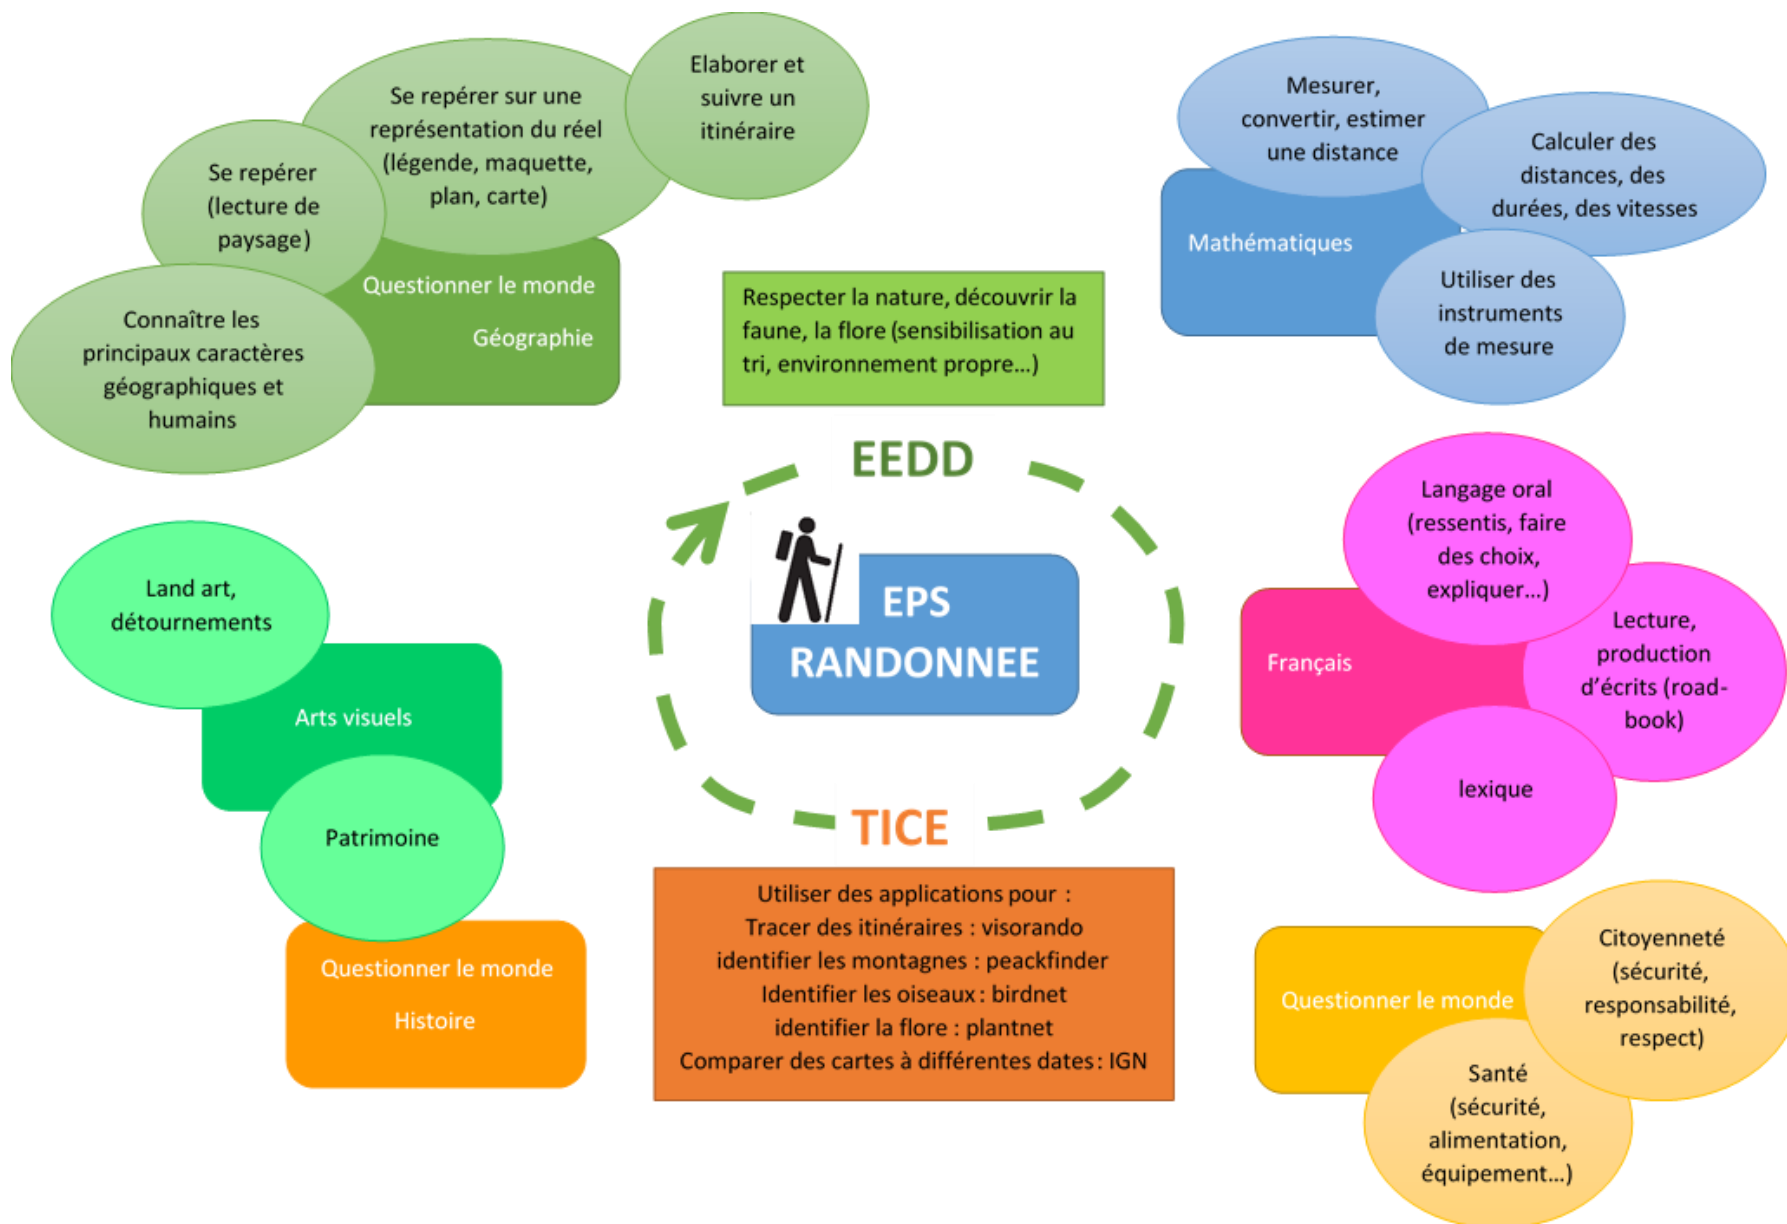 Elaborer et
suivre un
itinéraire
Se repérer sur une
représentation du réel
(légende, maquette,
plan, carte)
Se repérer
(lecture de
paysage)
Connaître les
principaux caractères
géographiques et
humains
Questionner le monde
Géographie
Mesurer,
convertir, estimer
une distance
Calculer des
distances, des
durées, des vitesses
Mathématiques
Utiliser des
instruments
de mesure
Respecter la nature, découvrir la
faune, la flore (sensibilisation au
tri, environnement propre...)
EEDD
EPS
RANDONNEE
TICE
Utiliser des applications pour :
Tracer des itinéraires : visorando
identifier les montagnes : peackfinder
Identifier les oiseaux : birdnet
identifier la flore : plantnet
Comparer des cartes à différentes dates : IGN
Land art,
détournements
Arts visuels
Patrimoine
Questionner le monde
Histoire
Langage oral
(ressentis, faire
des choix,
expliquer...)
Français
Lecture,
production
d'écrits (road-
book)
lexique
Citoyenneté
(sécurité,
responsabilité,
respect)
Questionner le monde
Santé
(sécurité,
alimentation,
équipement...)